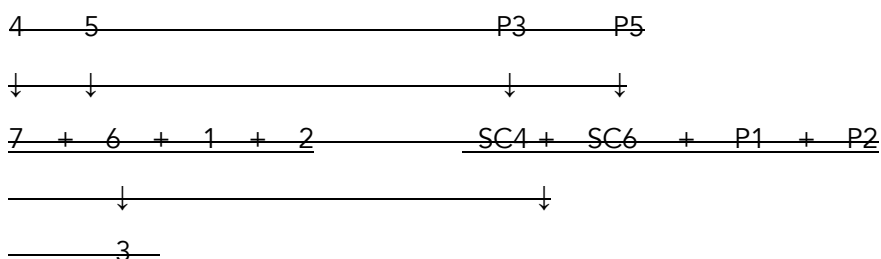 4 5 P3 P5
↓ ↓ ↓ ↓
7 + 6 + 1 + 2 SC4 + SC6 + P1 + P2
↓ ↓
3